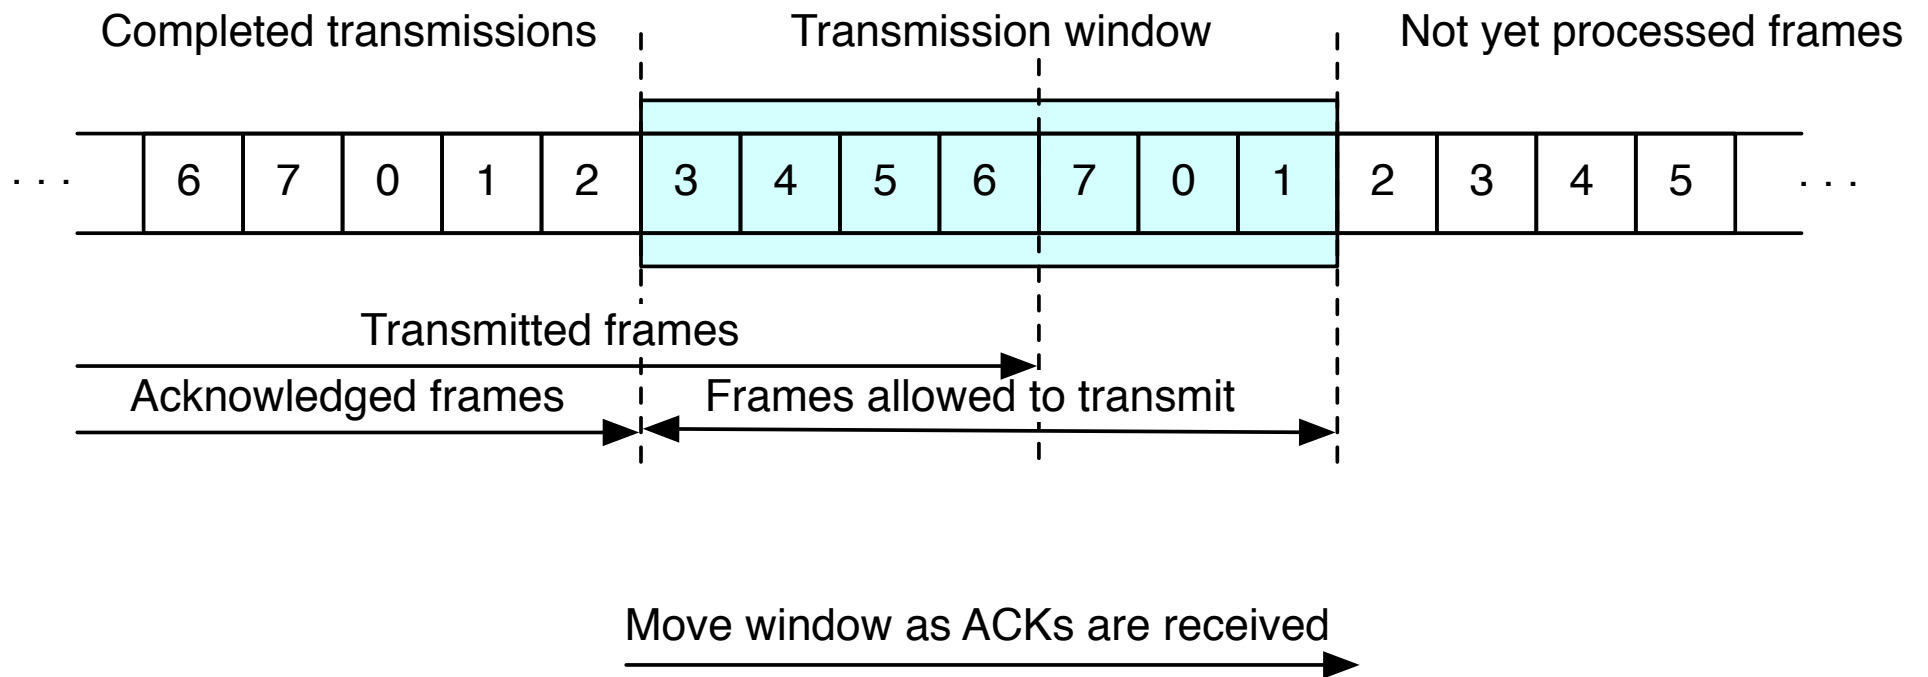 Completed transmissions Transmission window Not yet processed frames
. . . 6 7 0 1 2 3 4 5 6 7 0 1 2 3 4 5 . . .
Transmitted frames
Acknowledged frames Frames allowed to transmit
Move window as ACKs are received